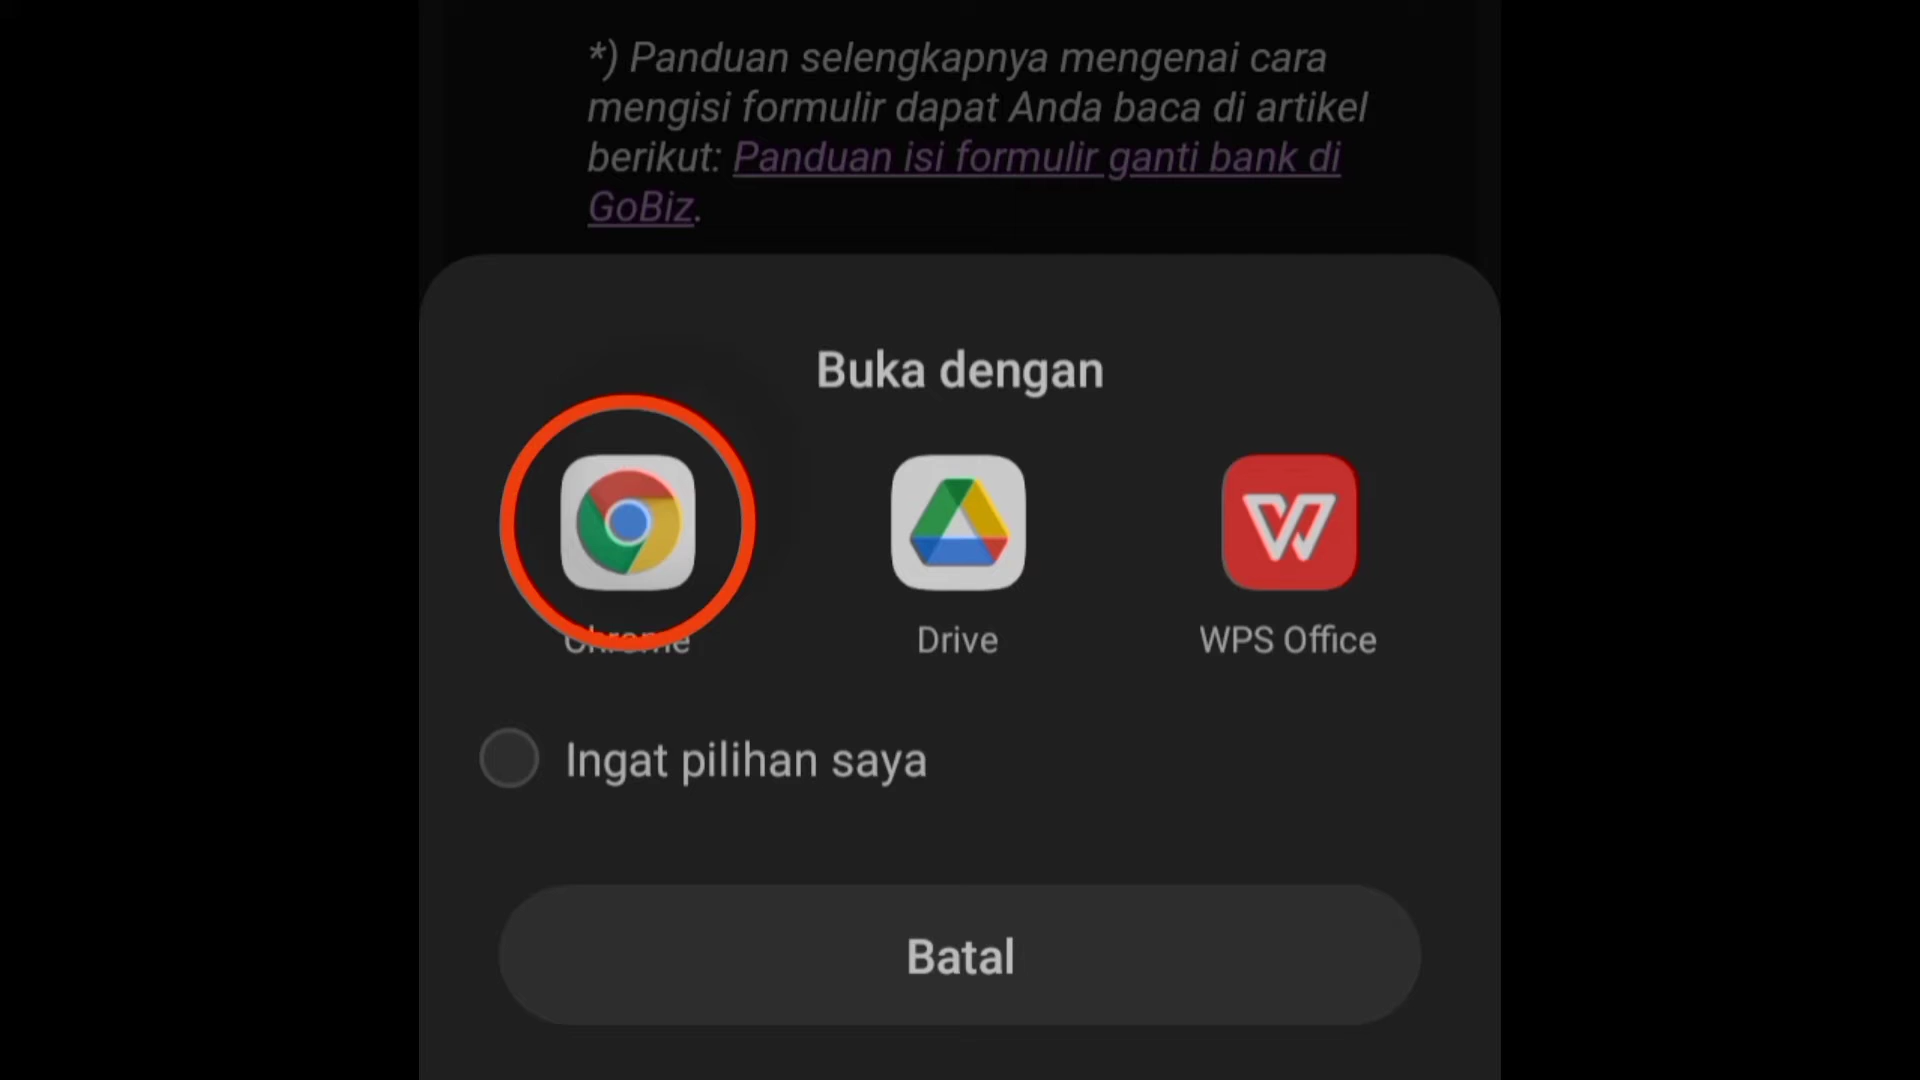 *) Panduan selengkapnya mengenai cara
mengisi formulir dapat Anda baca di artikel
berikut: Panduan isi formulir ganti bank di
GoBiz.
Buka dengan
Chrome
Drive
WPS Office
Ingat pilihan saya
Batal